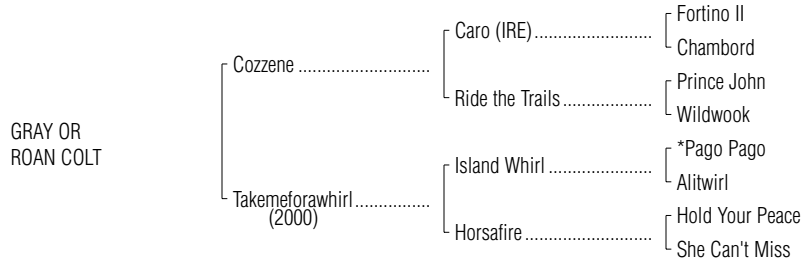 GRAY OR
ROAN COLT
Cozzene ...........................
Takemeforawhirl.................
(2000)
Caro (IRE)........................
Ride the Trails..................
Island Whirl .....................
Horsafire..........................
Fortino II
Chambord
Prince John
Wildwook
*Pago Pago
Alitwirl
Hold Your Peace
She Can't Miss